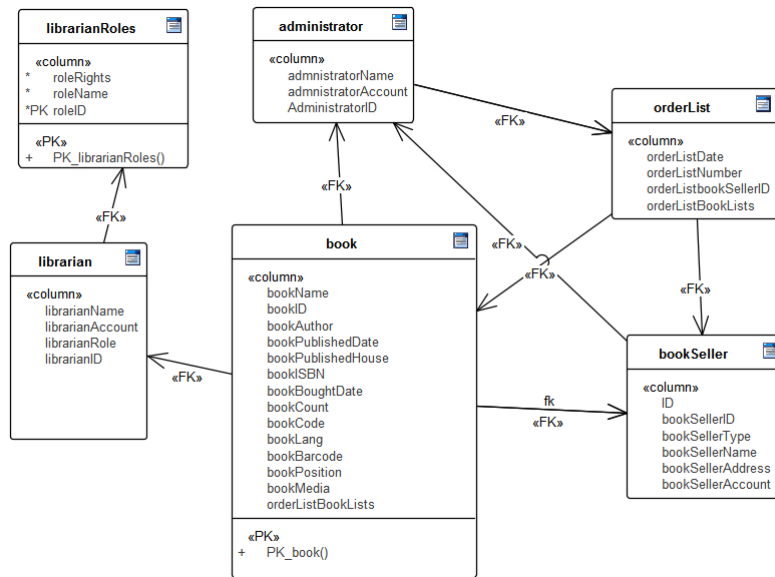 librarianRoles
«column»
* roleRights
* roleName
*PK roleID
«PK»
+ PK_librarianRoles()
administrator
«column»
admnistratorName
admnistratorAccount
AdministratorID
«FK»
orderList
«column»
orderListDate
orderListNumber
orderListbookSellerID
orderListBookLists
«FK»
«FK»
«FK»
«FK»
«FK»
librarian
«column»
librarianName
librarianAccount
librarianRole
librarianID
«FK»
book
«column»
bookName
bookID
bookAuthor
bookPublishedDate
bookPublishedHouse
bookISBN
bookBoughtDate
bookCount
bookCode
bookLang
bookBarcode
bookPosition
bookMedia
orderListBookLists
«PK»
+ PK_book()
fk
«FK»
bookSeller
«column»
ID
bookSellerID
bookSellerType
bookSellerName
bookSellerAddress
bookSellerAccount